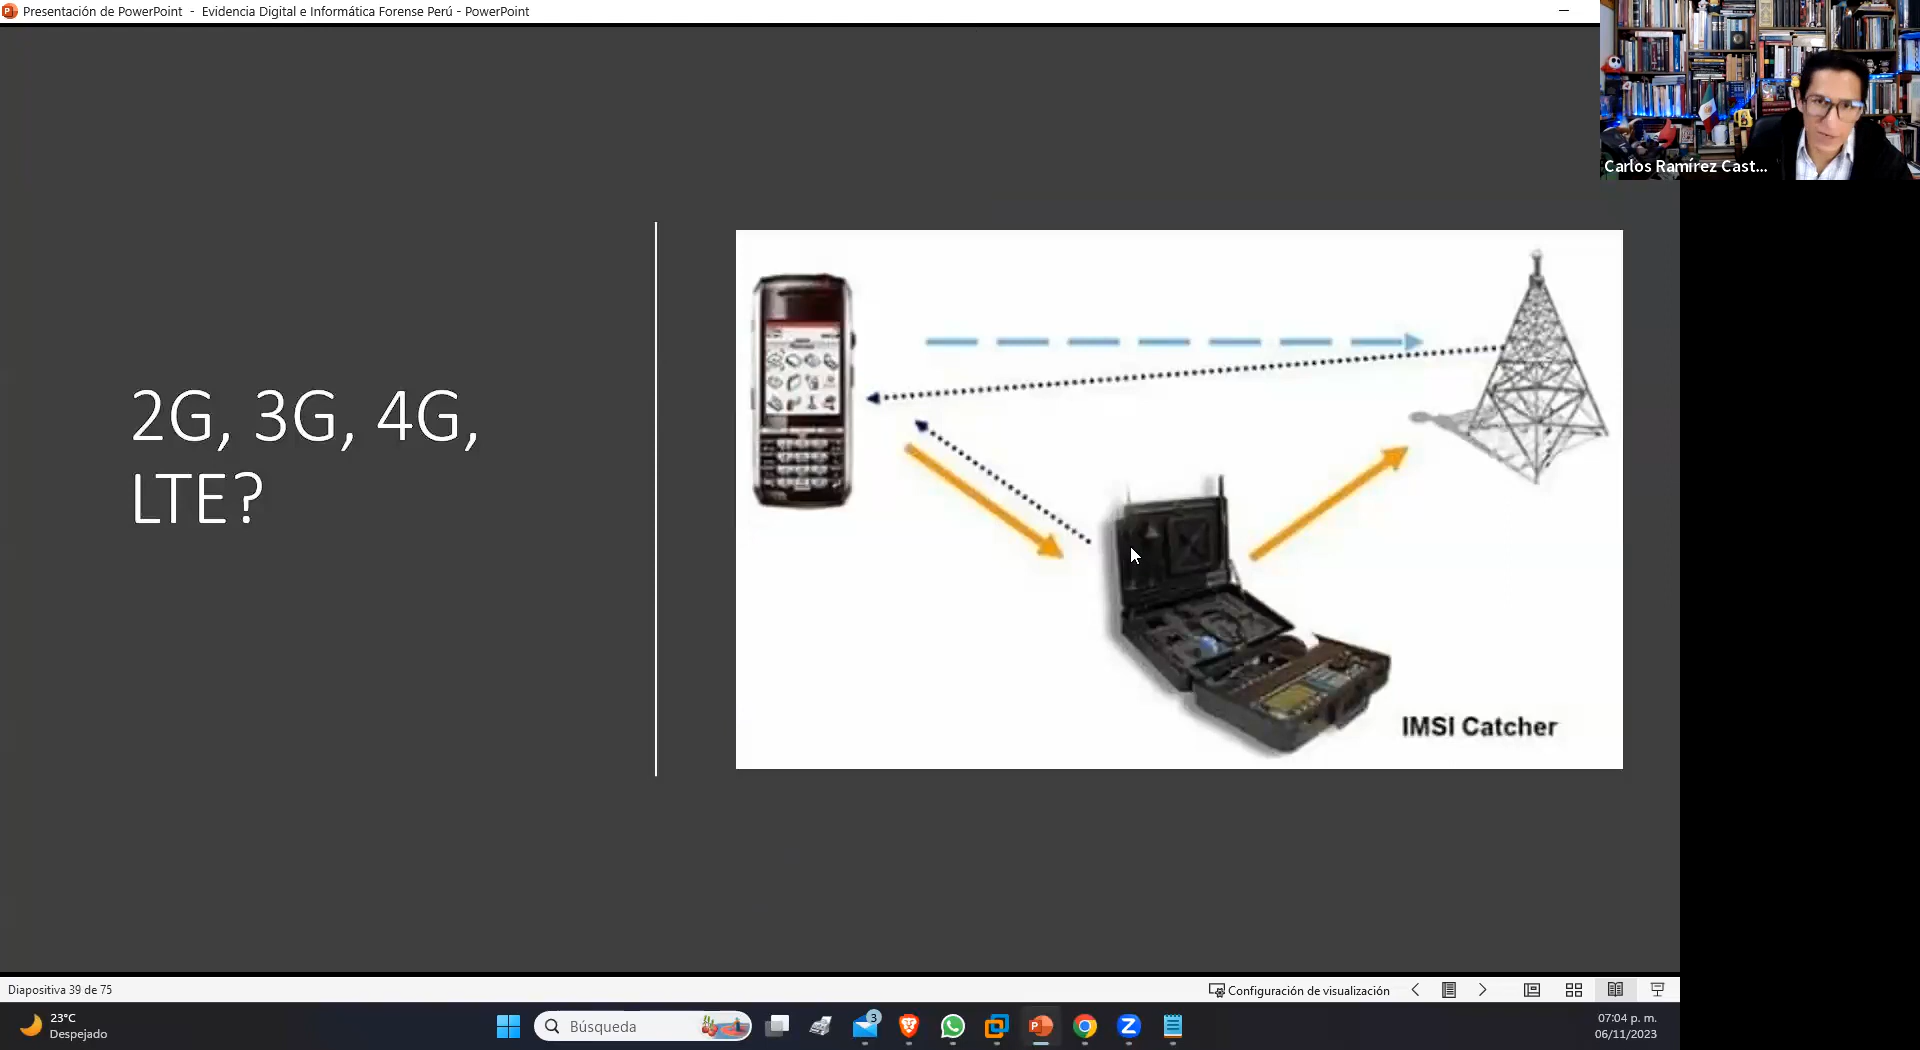 Presentación de PowerPoint - Evidencia Digital e Informática Forense Perú - PowerPoint
Carlos Ramírez Cast...
2G, 3G, 4G,
LTE?
IMSI Catcher
Diapositiva 39 de 75
Configuración de visualización
23°C
Despejado
Búsqueda
3
07:04 p. m.
06/11/2023